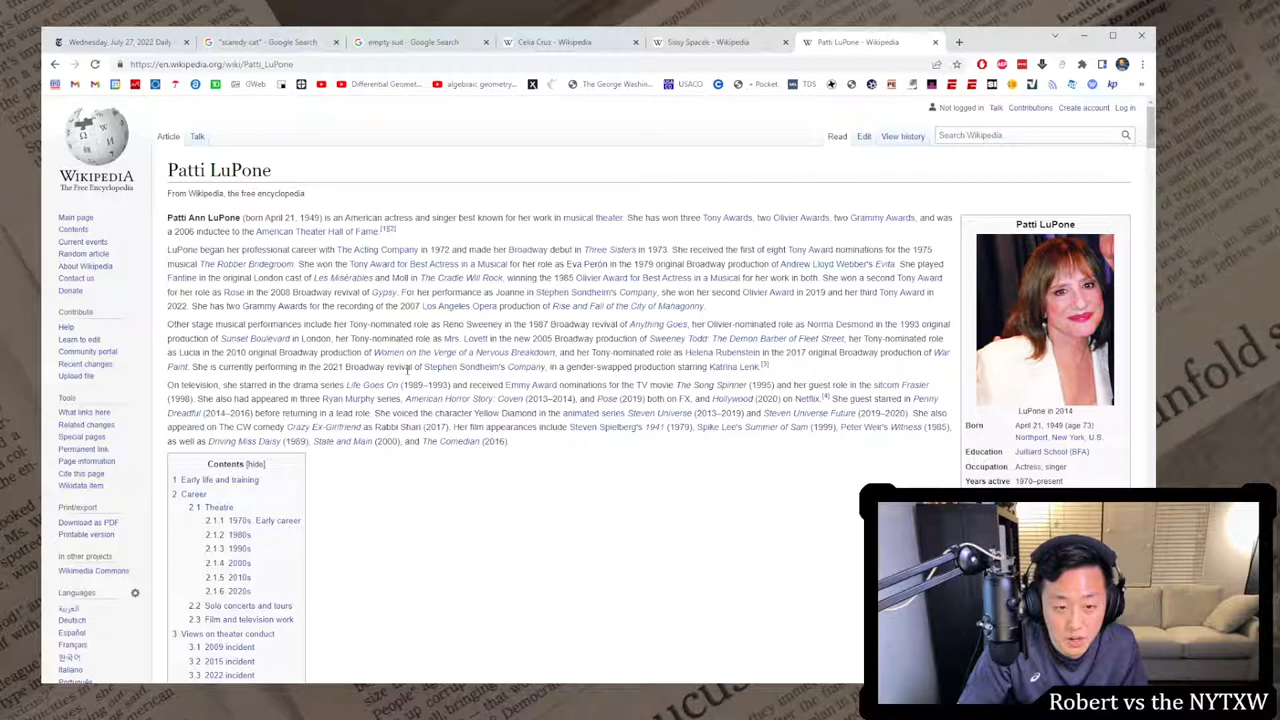 Wednesday, July 27, 2022 Daily
"scaredy cat" - Google Search
empty suit - Google Search
Celia Cruz - Wikipedia
Sissy Spacek - Wikipedia
Patti LuPone - Wikipedia
https://en.wikipedia.org/wiki/Patti_LuPone
GWeb
Differential Geomet...
algebraic geometry...
The George Washin...
USACO
Pocket
TDS
kp
Not logged in Talk Contributions Create account Log in
Article Talk
Read Edit View history
Search Wikipedia
WIKIPEDIA
The Free Encyclopedia
Main page
Contents
Current events
Random article
About Wikipedia
Contact us
Donate
Contribute
Help
Learn to edit
Community portal
Recent changes
Upload file
Tools
What links here
Related changes
Special pages
Permanent link
Page information
Cite this page
Wikidata item
Print/export
Download as PDF
Printable version
In other projects
Wikimedia Commons
Languages
العربية
Deutsch
Español
Français
한국어
Italiano
Patti LuPone
From Wikipedia, the free encyclopedia
Patti Ann LuPone (born April 21, 1949) is an American actress and singer best known for her work in musical theater. She has won three Tony Awards, two Olivier Awards, two Grammy Awards, and was
a 2006 inductee to the American Theater Hall of Fame.[1][2]
LuPone began her professional career with The Acting Company in 1972 and made her Broadway debut in Three Sisters in 1973. She received the first of eight Tony Award nominations for the 1975
musical The Robber Bridegroom. She won the Tony Award for Best Actress in a Musical for her role as Eva Perón in the 1979 original Broadway production of Andrew Lloyd Webber's Evita. She played
Fantine in the original London cast of Les Misérables and Moll in The Cradle Will Rock, winning the 1985 Olivier Award for Best Actress in a Musical for her work in both. She won a second Tony Award
for her role as Rose in the 2008 Broadway revival of Gypsy. For her performance as Joanne in Stephen Sondheim's Company, she won her second Olivier Award in 2019 and her third Tony Award in
2022. She has two Grammy Awards for the recording of the 2007 Los Angeles Opera production of Rise and Fall of the City of Mahagonny.
Other stage musical performances include her Tony-nominated role as Reno Sweeney in the 1987 Broadway revival of Anything Goes, her Olivier-nominated role as Norma Desmond in the 1993 original
production of Sunset Boulevard in London, her Tony-nominated role as Mrs. Lovett in the new 2005 Broadway production of Sweeney Todd: The Demon Barber of Fleet Street, her Tony-nominated role
as Lucia in the 2010 original Broadway production of Women on the Verge of a Nervous Breakdown, and her Tony-nominated role as Helena Rubenstein in the 2017 original Broadway production of War
Paint. She is currently performing in the 2021 Broadway revival of Stephen Sondheim's Company, in a gender-swapped production starring Katrina Lenk.[3]
On television, she starred in the drama series Life Goes On (1989–1993) and received Emmy Award nominations for the TV movie The Song Spinner (1995) and her guest role in the sitcom Frasier
(1998). She also had appeared in three Ryan Murphy series, American Horror Story: Coven (2013–2014), and Pose (2019) both on FX, and Hollywood (2020) on Netflix.[4] She guest starred in Penny
Dreadful (2014–2016) before returning in a lead role. She voiced the character Yellow Diamond in the animated series Steven Universe (2013–2019) and Steven Universe Future (2019–2020). She also
appeared on The CW comedy Crazy Ex-Girlfriend as Rabbi Shari (2017). Her film appearances include Steven Spielberg's 1941 (1979), Spike Lee's Summer of Sam (1999), Peter Weir's Witness (1985),
as well as Driving Miss Daisy (1989), State and Main (2000), and The Comedian (2016).
Contents [hide]
1 Early life and training
2 Career
2.1 Theatre
2.1.1 1970s: Early career
2.1.2 1980s
2.1.3 1990s
2.1.4 2000s
2.1.5 2010s
2.1.6 2020s
2.2 Solo concerts and tours
2.3 Film and television work
3 Views on theater conduct
3.1 2009 incident
3.2 2015 incident
3.3 2022 incident
Patti LuPone
LuPone in 2014
Born April 21, 1949 (age 73)
Northport, New York, U.S.
Education Juilliard School (BFA)
Occupation Actress, singer
Years active 1970–present
Robert vs the NYTXW